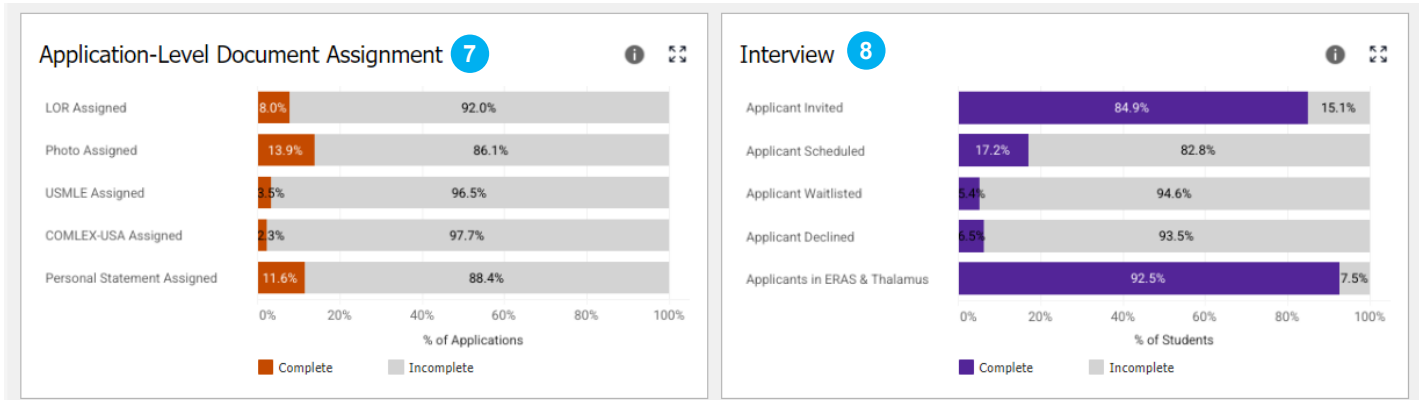 Application-Level Document Assignment 7
LOR Assigned 8.0% 92.0%
Photo Assigned 13.9% 86.1%
USMLE Assigned 3.5% 96.5%
COMLEX-USA Assigned 2.3% 97.7%
Personal Statement Assigned 11.6% 88.4%
0% 20% 40% 60% 80% 100%
% of Applications
Complete Incomplete
Interview 8
Applicant Invited 84.9% 15.1%
Applicant Scheduled 17.2% 82.8%
Applicant Waitlisted 5.4% 94.6%
Applicant Declined 6.5% 93.5%
Applicants in ERAS & Thalamus 92.5% 7.5%
0% 20% 40% 60% 80% 100%
% of Students
Complete Incomplete